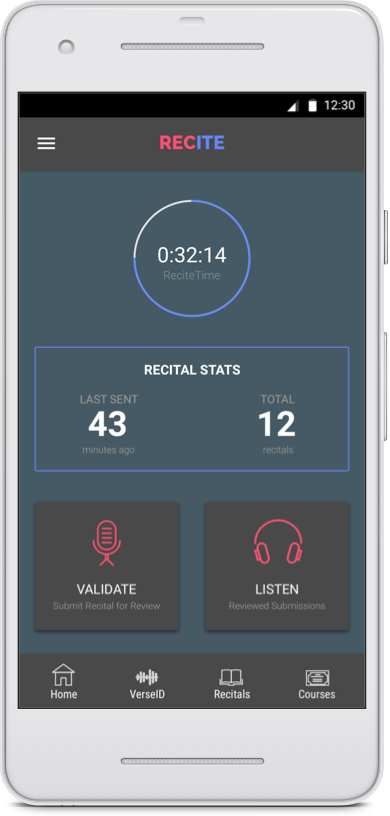 12:30
RECITE
0:32:14
ReciteTime
RECITAL STATS
LAST SENT TOTAL
43 12
minutes ago recitals
VALIDATE LISTEN
Submit Recital for Review Reviewed Submissions
Home VerseID Recitals Courses